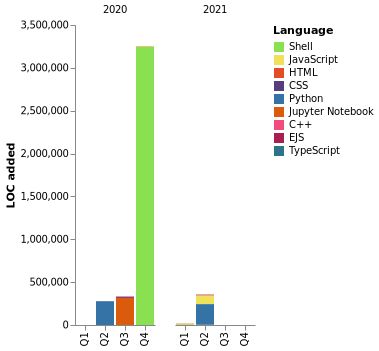 2020
2021
LOC added
3,500,000
3,000,000
2,500,000
2,000,000
1,500,000
1,000,000
500,000
0
Q1
Q2
Q3
Q4
Q1
Q2
Q3
Q4
Language
Shell
JavaScript
HTML
CSS
Python
Jupyter Notebook
C++
EJS
TypeScript